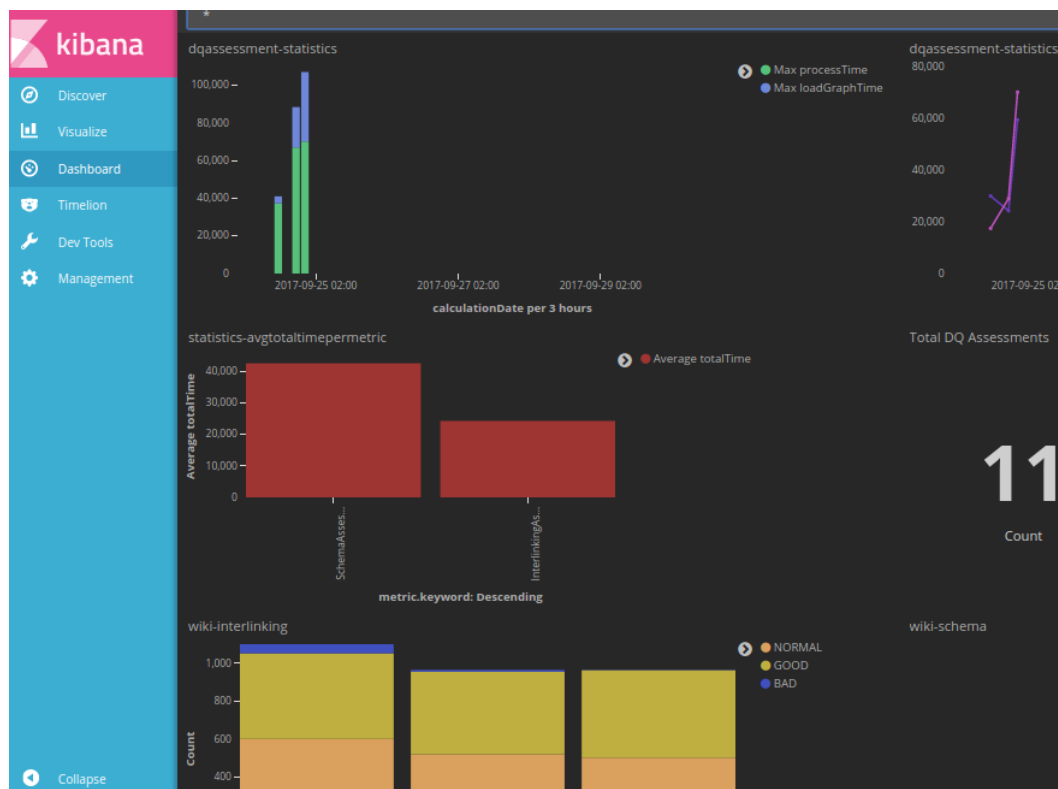 *
kibana
Discover
Visualize
Dashboard
Timelion
Dev Tools
Management
Collapse
dqassessment-statistics
100,000
80,000
60,000
40,000
20,000
0
2017-09-25 02:00
2017-09-27 02:00
2017-09-29 02:00
calculationDate per 3 hours
Max processTime
Max loadGraphTime
dqassessment-statistics
80,000
60,000
40,000
20,000
0
2017-09-25 02
statistics-avgtotaltimepermetric
Average totalTime
40,000
30,000
20,000
10,000
0
SchemaAsses...
InterlinkingAs...
metric.keyword: Descending
Average totalTime
Total DQ Assessments
11
Count
wiki-interlinking
Count
1,000
800
600
400
NORMAL
GOOD
BAD
wiki-schema